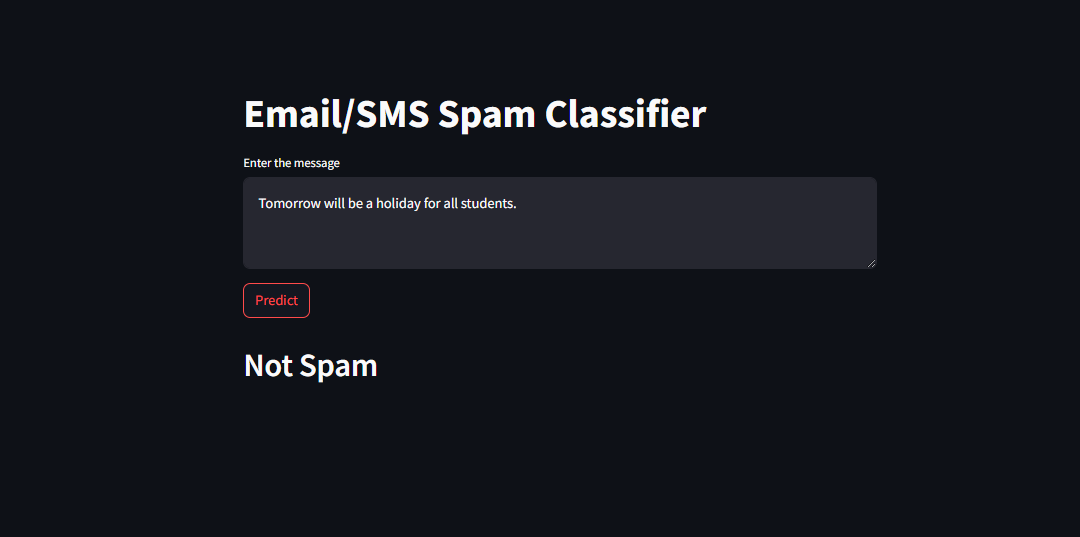 Email/SMS Spam Classifier
Enter the message
Tomorrow will be a holiday for all students.
Predict
Not Spam